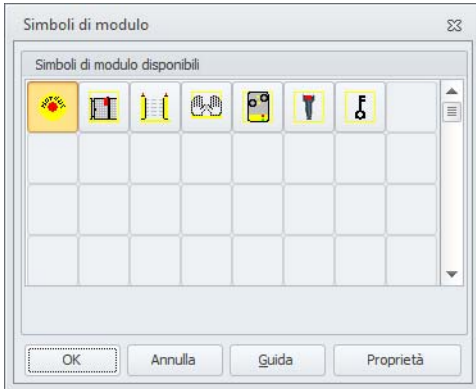 Simboli di modulo
Simboli di modulo disponibili
OK Annulla Guida Proprietà